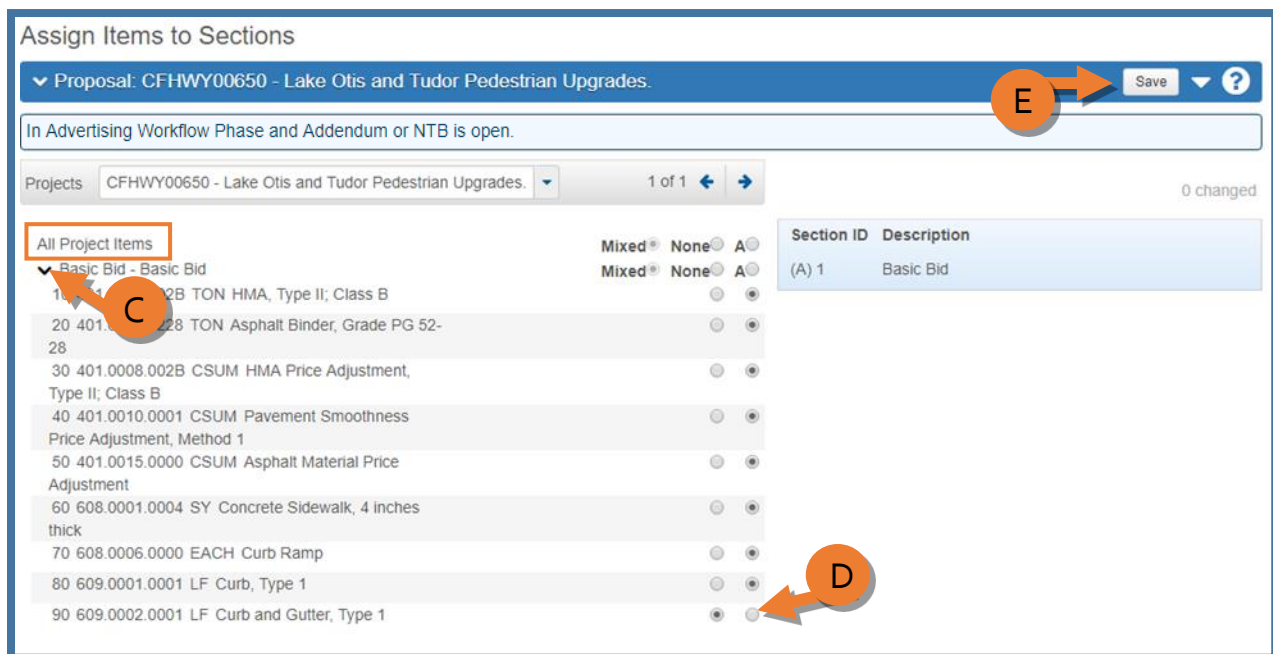 Assign Items to Sections
Proposal: CFHWY00650 - Lake Otis and Tudor Pedestrian Upgrades.
E
Save
?
In Advertising Workflow Phase and Addendum or NTB is open.
Projects CFHWY00650 - Lake Otis and Tudor Pedestrian Upgrades. 1 of 1
0 changed
All Project Items Mixed None A
Basic Bid - Basic Bid Mixed None A
TON HMA, Type II; Class B
C
20 TON Asphalt Binder, Grade PG 52-
28
30 401.0008.002B CSUM HMA Price Adjustment,
Type II; Class B
40 401.0010.0001 CSUM Pavement Smoothness
Price Adjustment, Method 1
50 401.0015.0000 CSUM Asphalt Material Price
Adjustment
60 608.0001.0004 SY Concrete Sidewalk, 4 inches
thick
70 608.0006.0000 EACH Curb Ramp
80 609.0001.0001 LF Curb, Type 1
90 609.0002.0001 LF Curb and Gutter, Type 1
D
Section ID Description
(A) 1 Basic Bid